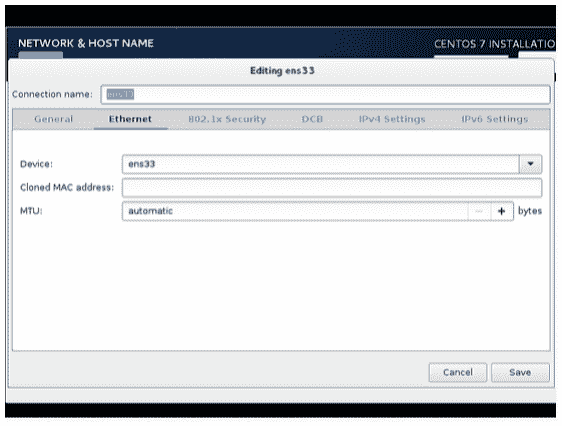 NETWORK & HOST NAME
CENTOS 7 INSTALLATIO
Editing ens33
Connection name: ens33
General Ethernet 802.1x Security DCB IPv4 Settings IPv6 Settings
Device: ens33
Cloned MAC address:
MTU: automatic − + bytes
Cancel Save